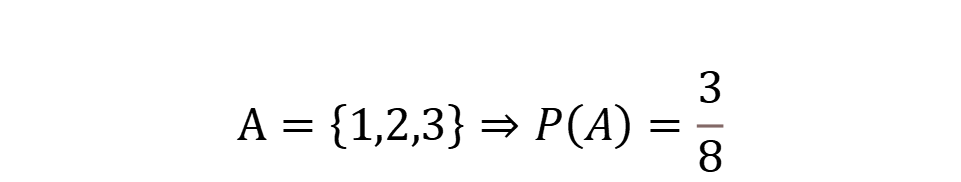 A = {1,2,3} ⇒ P(A) = 3/8